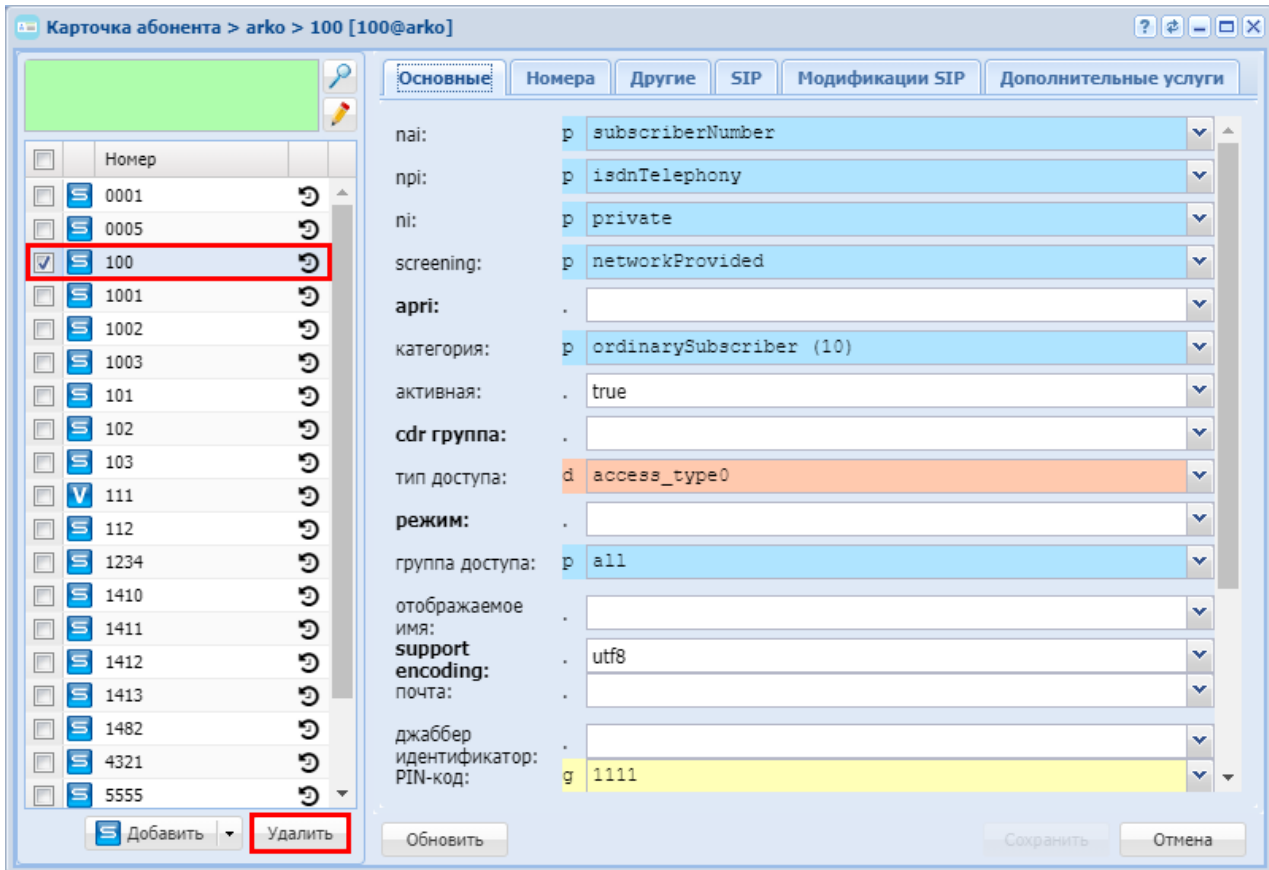 Карточка абонента > arko > 100 [100@arko]
Номер
0001
0005
100
1001
1002
1003
101
102
103
111
112
1234
1410
1411
1412
1413
1482
4321
5555
Добавить
Удалить
Основные Номера Другие SIP Модификации SIP Дополнительные услуги
nai: p subscriberNumber
npi: p isdnTelephony
ni: p private
screening: p networkProvided
apri: .
категория: p ordinarySubscriber (10)
активная: . true
cdr группа: .
тип доступа: d access_type0
режим: .
группа доступа: p all
отображаемое
имя: .
support
encoding: . utf8
почта: .
джаббер
идентификатор: .
PIN-код: g 1111
Обновить Сохранить Отмена